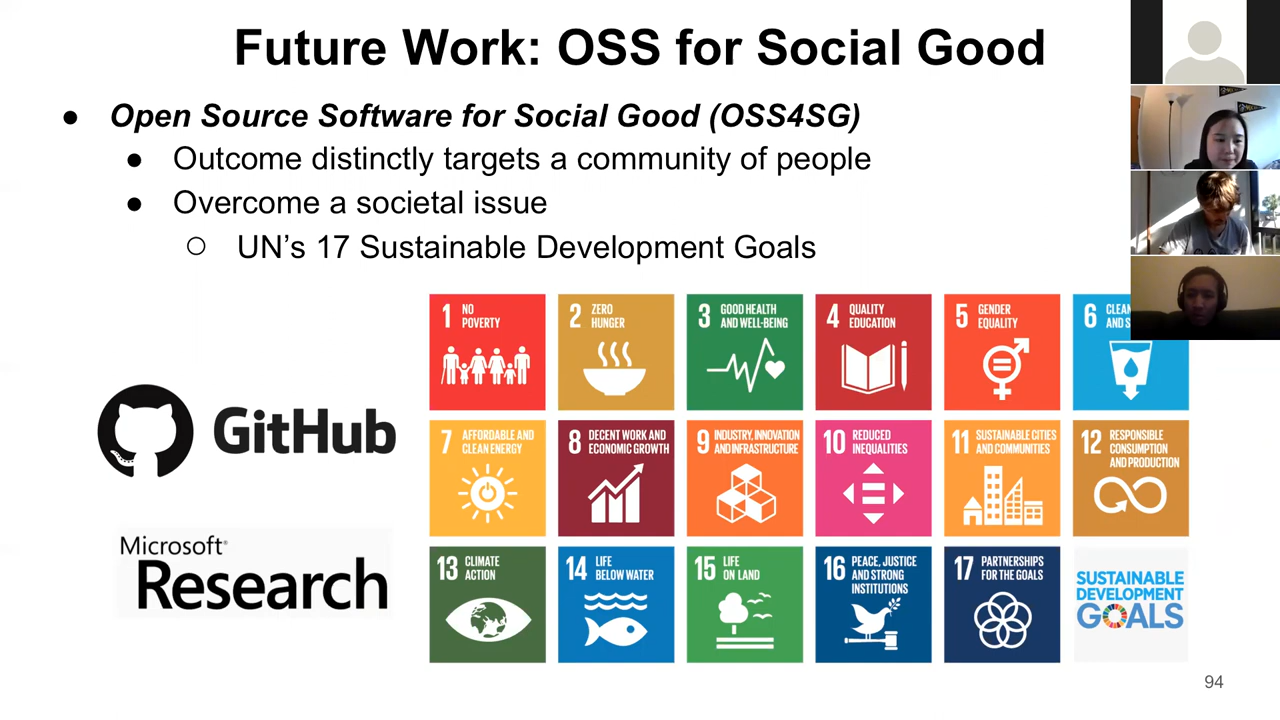 Future Work: OSS for Social Good
● Open Source Software for Social Good (OSS4SG)
● Outcome distinctly targets a community of people
● Overcome a societal issue
○ UN's 17 Sustainable Development Goals
GitHub
Microsoft®
Research
1 NO
POVERTY
2 ZERO
HUNGER
3 GOOD HEALTH
AND WELL-BEING
4 QUALITY
EDUCATION
5 GENDER
EQUALITY
6 CLEAN
AND
7 AFFORDABLE AND
CLEAN ENERGY
8 DECENT WORK AND
ECONOMIC GROWTH
9 INDUSTRY, INNOVATION
AND INFRASTRUCTURE
10 REDUCED
INEQUALITIES
11 SUSTAINABLE CITIES
AND COMMUNITIES
12 RESPONSIBLE
CONSUMPTION
AND PRODUCTION
13 CLIMATE
ACTION
14 LIFE
BELOW WATER
15 LIFE
ON LAND
16 PEACE, JUSTICE
AND STRONG
INSTITUTIONS
17 PARTNERSHIPS
FOR THE GOALS
SUSTAINABLE
DEVELOPMENT
GOALS
94